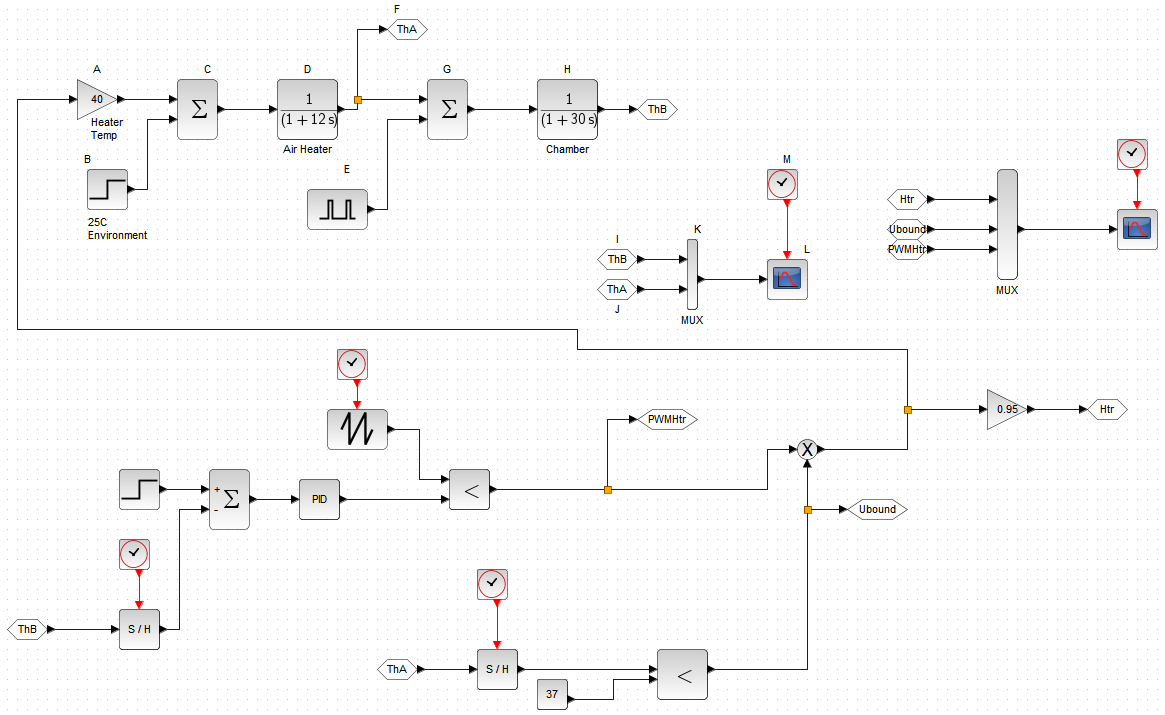 F
ThA
A
C
D
G
H
40
Σ
1
(1 + 12 s)
Σ
1
(1 + 30 s)
ThB
Heater
Temp
Air Heater
Chamber
B
E
M
25C
Environment
Htr
Ubound
PWMHtr
I
K
L
ThB
ThA
J
MUX
MUX
PWMHtr
0.95
Htr
X
+
-
Σ
PID
<
Ubound
ThB
S / H
ThA
S / H
37
<